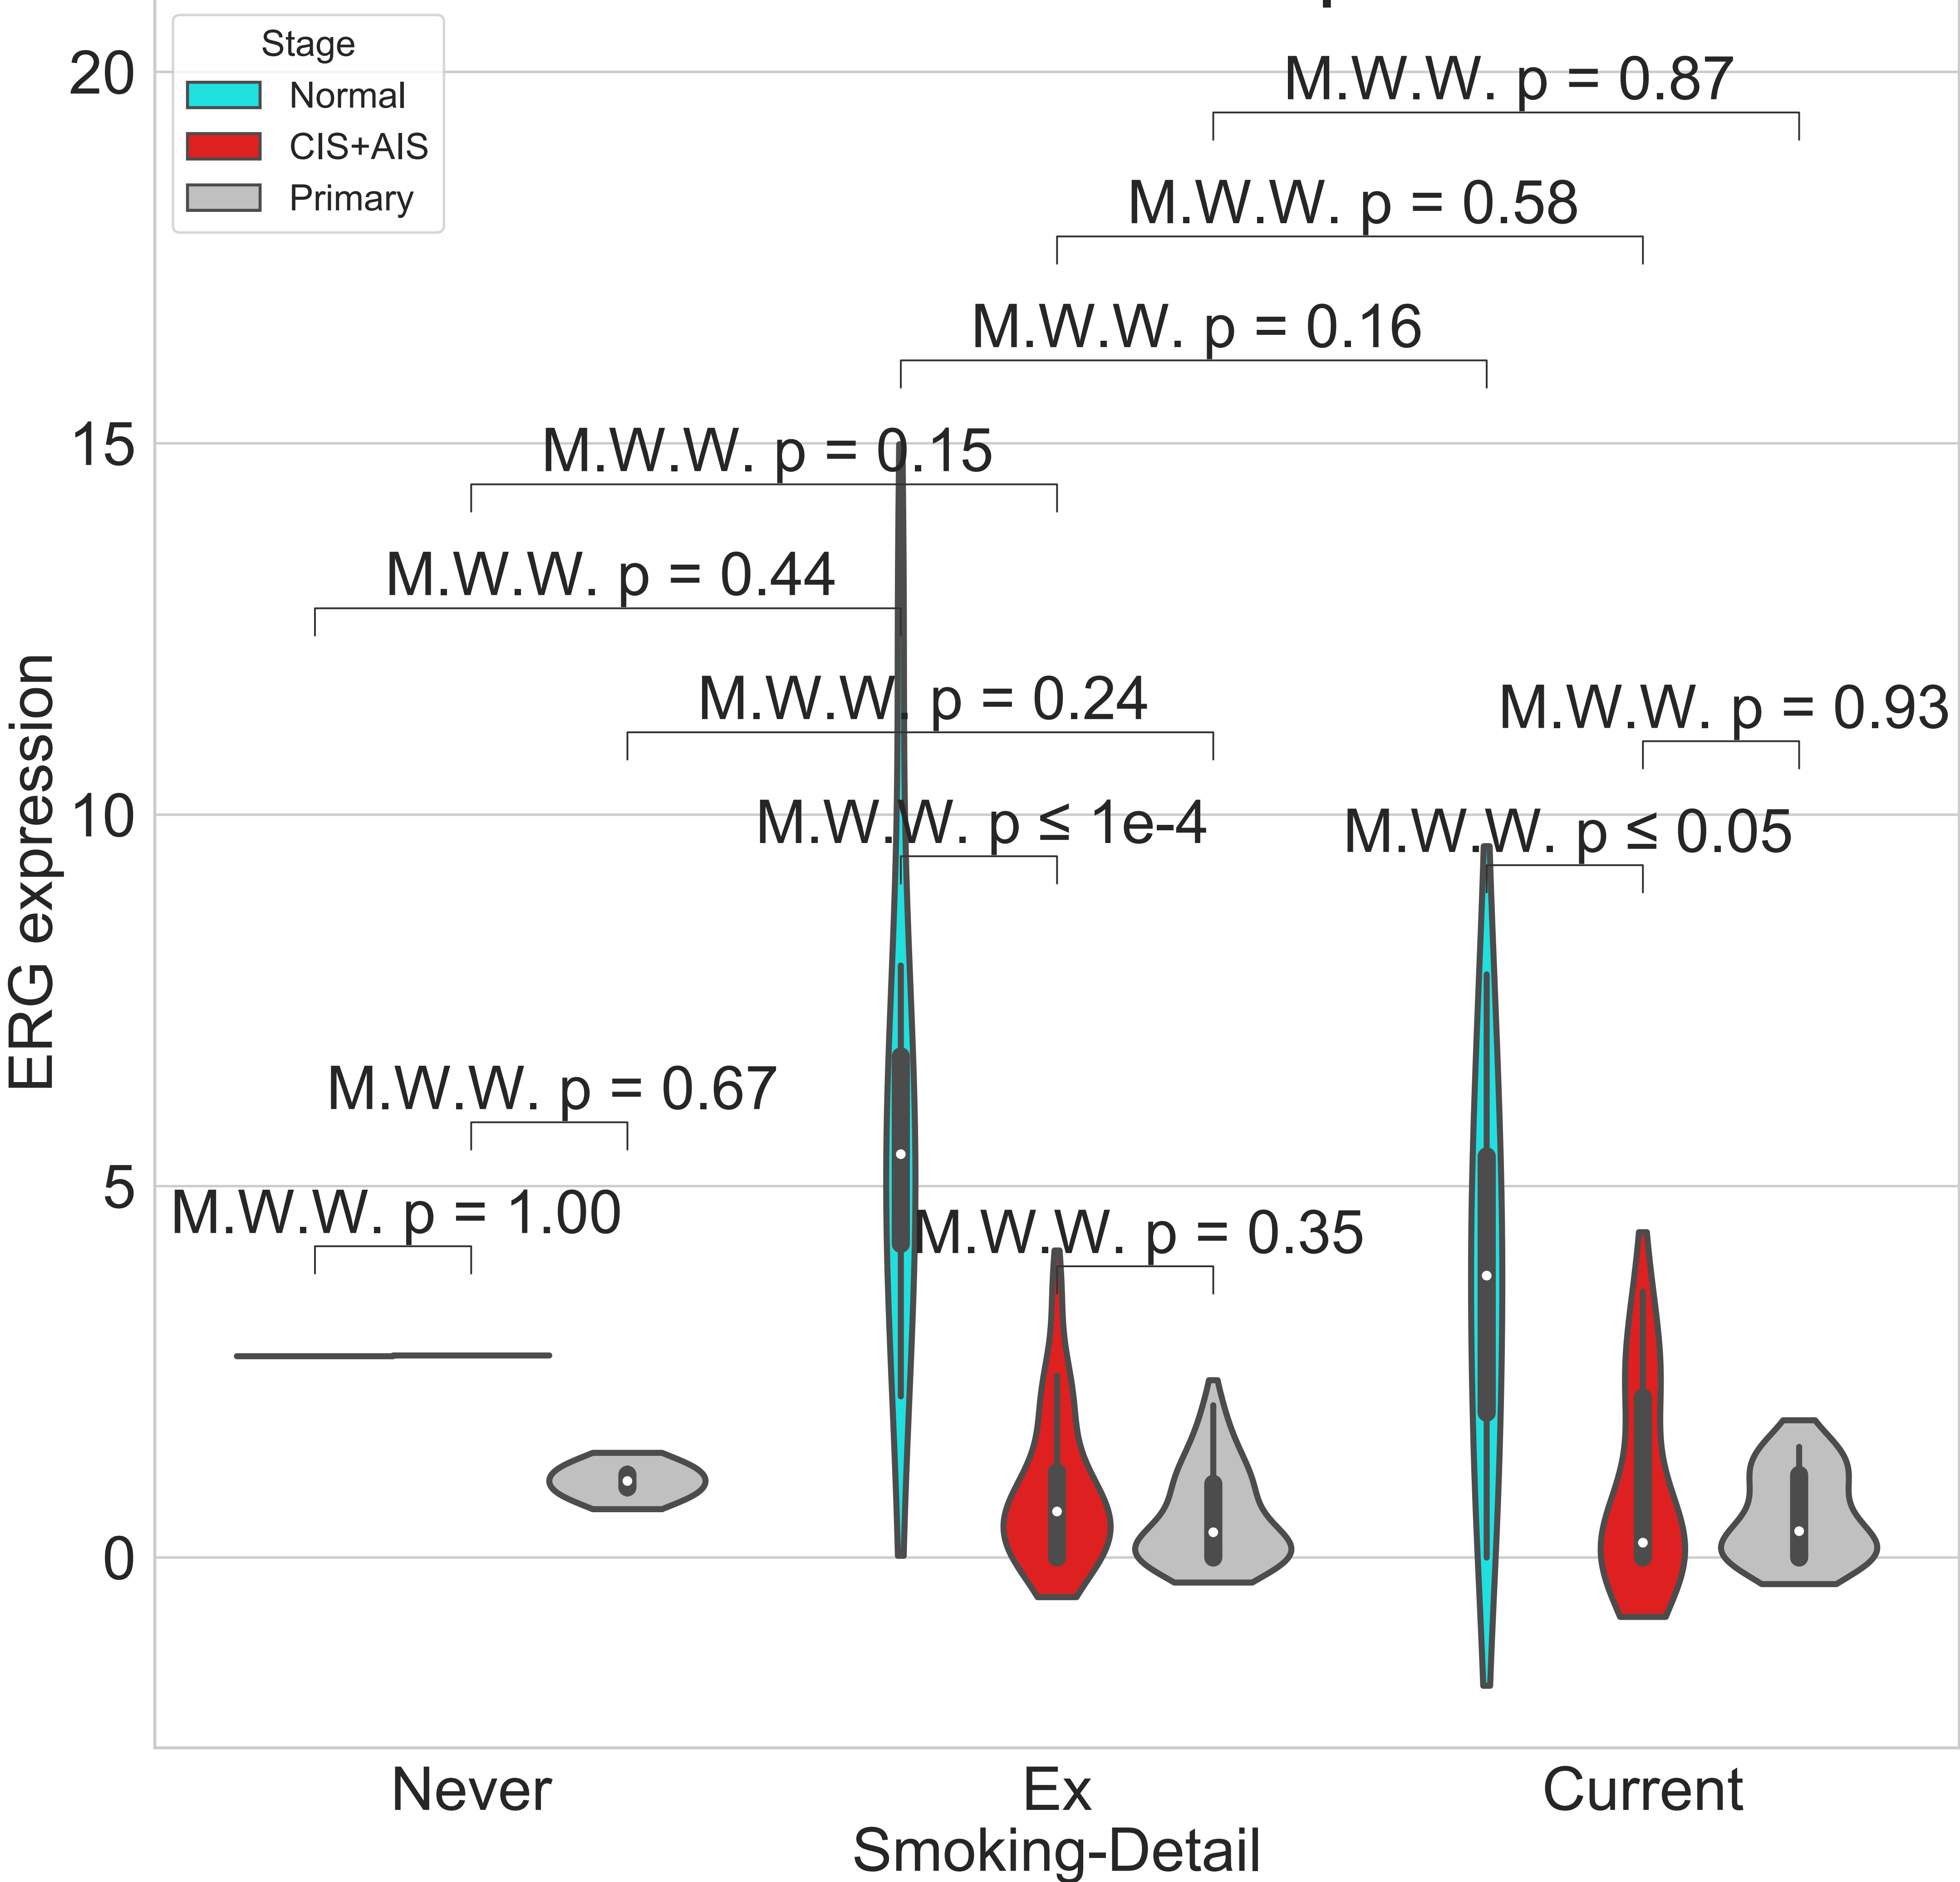 Stage
Normal
CIS+AIS
Primary
20
15
10
5
0
ERG expression
M.W.W. p = 0.87
M.W.W. p = 0.58
M.W.W. p = 0.16
M.W.W. p = 0.15
M.W.W. p = 0.44
M.W.W. p = 0.24
M.W.W. p = 0.93
M.W.W. p ≤ 1e-4
M.W.W. p ≤ 0.05
M.W.W. p = 0.67
M.W.W. p = 1.00
M.W.W. p = 0.35
Never
Ex
Current
Smoking-Detail